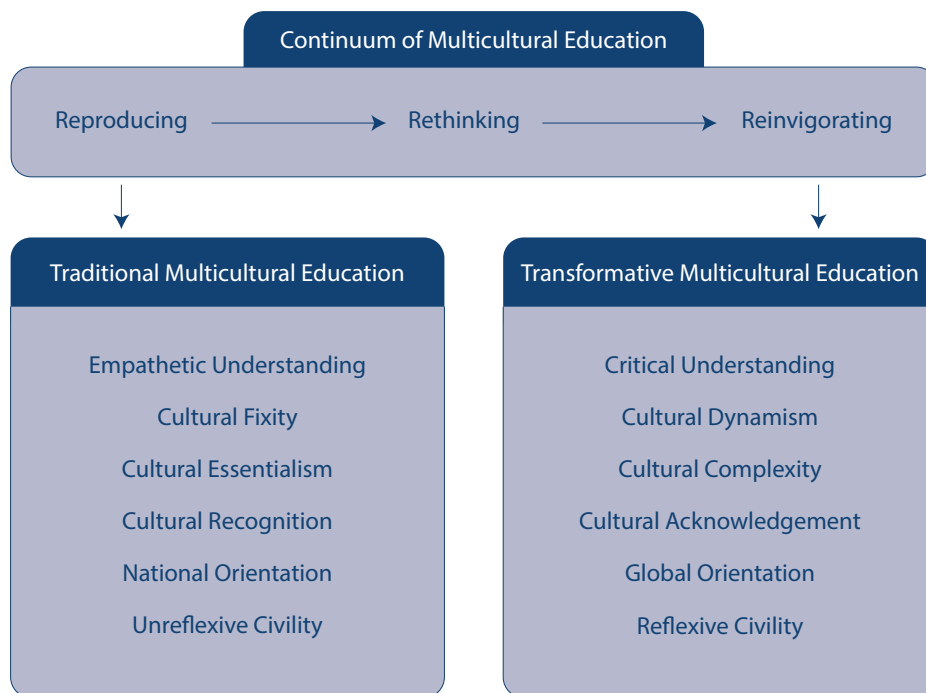 Continuum of Multicultural Education
Reproducing
Rethinking
Reinvigorating
Traditional Multicultural Education
Empathetic Understanding
Cultural Fixity
Cultural Essentialism
Cultural Recognition
National Orientation
Unreflexive Civility
Transformative Multicultural Education
Critical Understanding
Cultural Dynamism
Cultural Complexity
Cultural Acknowledgement
Global Orientation
Reflexive Civility